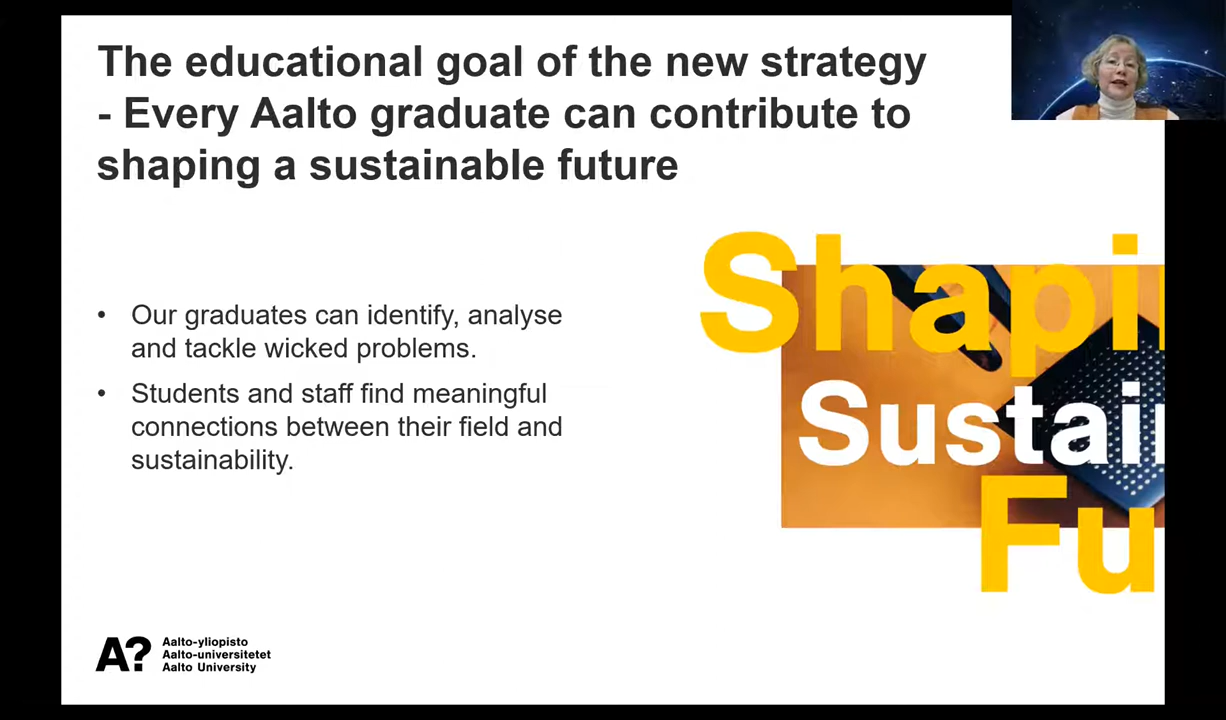 The educational goal of the new strategy
- Every Aalto graduate can contribute to
shaping a sustainable future
• Our graduates can identify, analyse
and tackle wicked problems.
• Students and staff find meaningful
connections between their field and
sustainability.
Shapi
Sustai
Fu
A?
Aalto-yliopisto
Aalto-universitetet
Aalto University